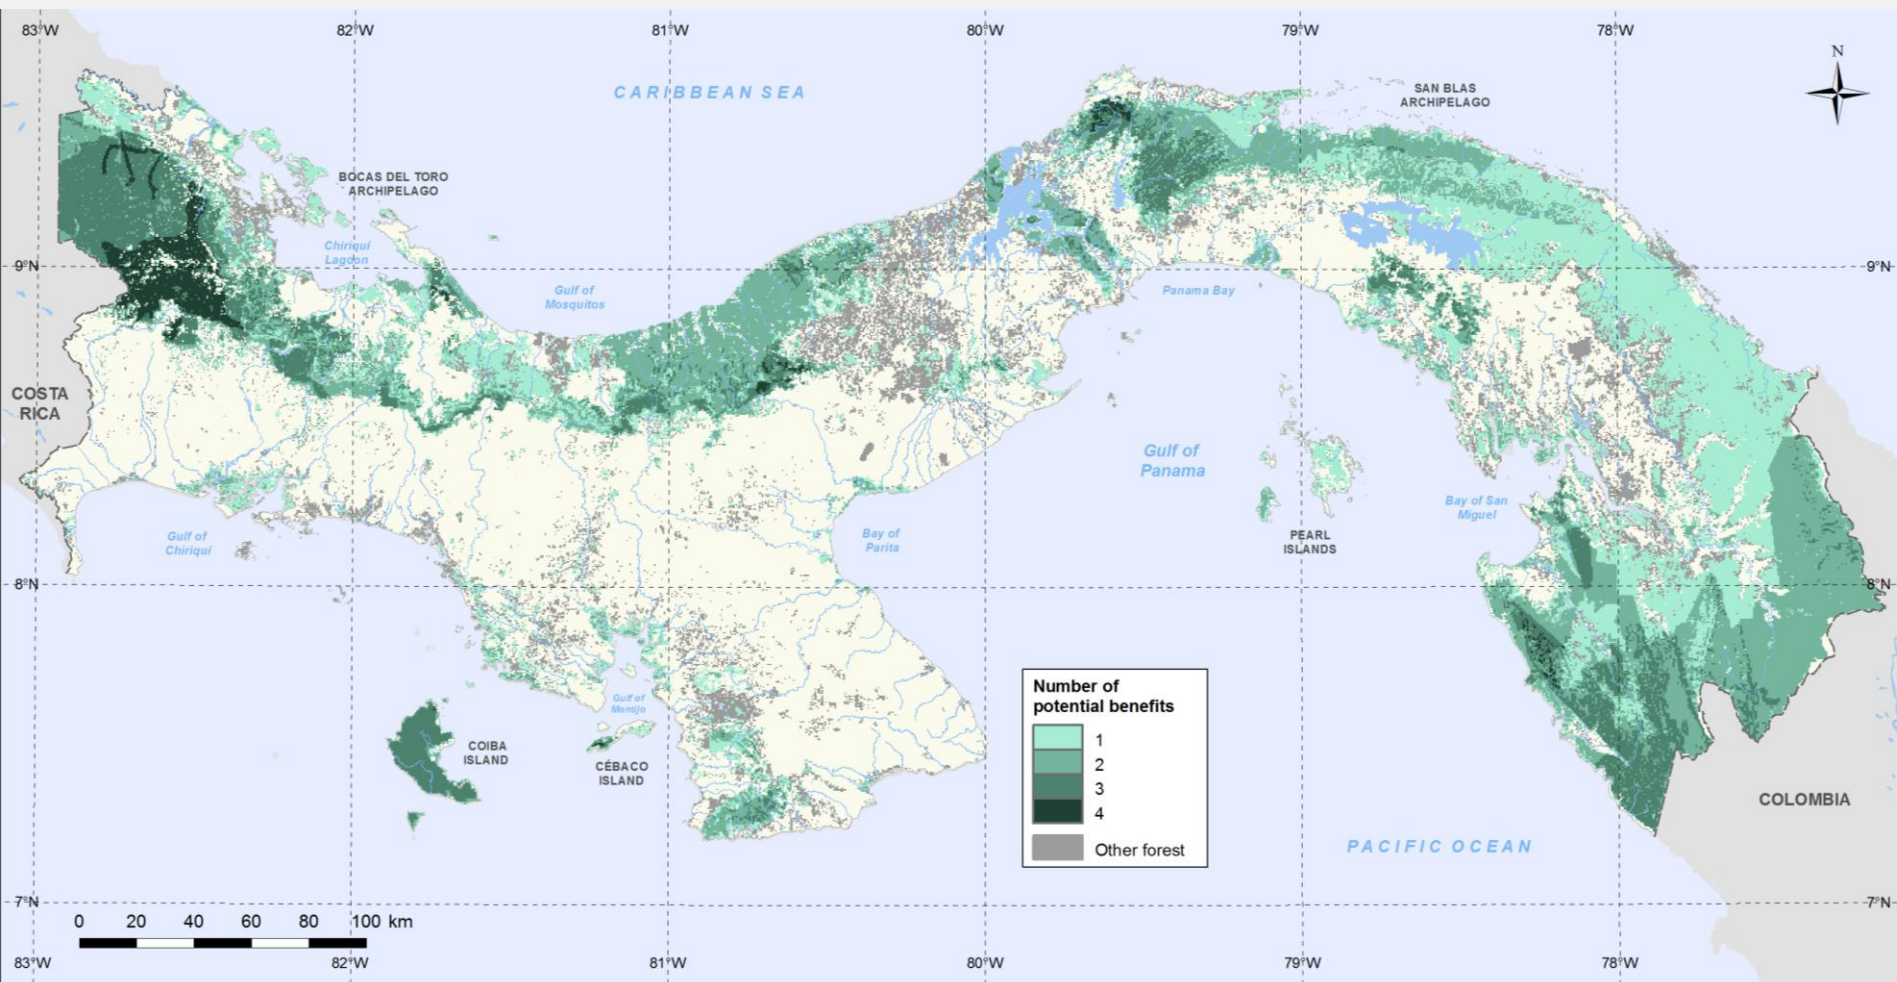 83°W 82°W 81°W 80°W 79°W 78°W
N
CARIBBEAN SEA
SAN BLAS
ARCHIPELAGO
BOCAS DEL TORO
ARCHIPELAGO
Chiriquí
Lagoon
9°N
9°N
Gulf of
Mosquitos
Panama Bay
COSTA
RICA
Gulf of
Panama
Bay of San
Miguel
Gulf of
Chiriquí
Bay of
Parita
PEARL
ISLANDS
8°N
8°N
Gulf of
Montijo
COIBA
ISLAND
CÉBACO
ISLAND
Number of
potential benefits
1
2
3
4
Other forest
COLOMBIA
PACIFIC OCEAN
7°N
7°N
0 20 40 60 80 100 km
83°W 82°W 81°W 80°W 79°W 78°W